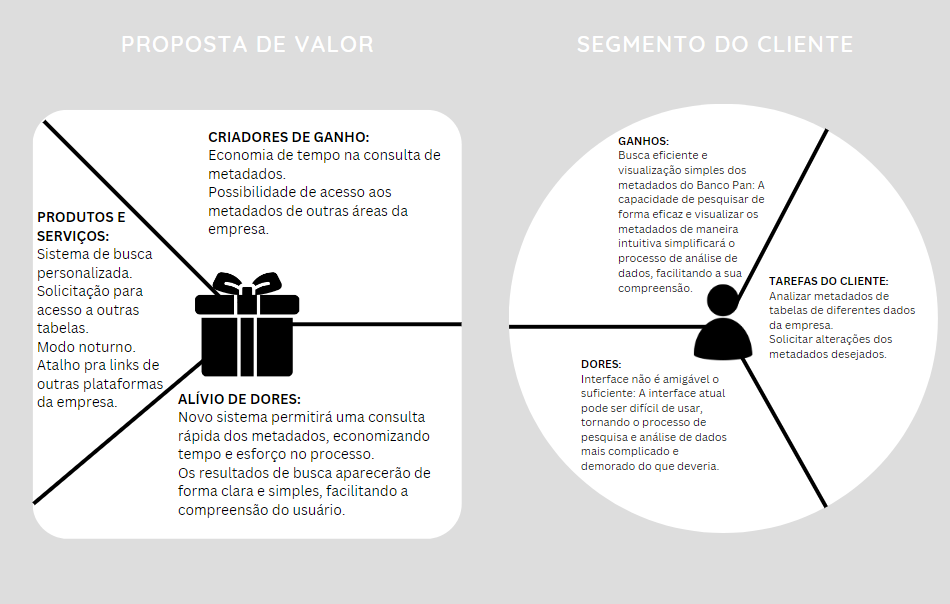 PROPOSTA DE VALOR
CRIADORES DE GANHO:
Economia de tempo na consulta de
metadados.
Possibilidade de acesso aos
metadados de outras áreas da
empresa.
PRODUTOS E
SERVIÇOS:
Sistema de busca
personalizada.
Solicitação para
acesso a outras
tabelas.
Modo noturno.
Atalho pra links de
outras plataformas
da empresa.
ALÍVIO DE DORES:
Novo sistema permitirá uma consulta
rápida dos metadados, economizando
tempo e esforço no processo.
Os resultados de busca aparecerão de
forma clara e simples, facilitando a
compreensão do usuário.
SEGMENTO DO CLIENTE
GANHOS:
Busca eficiente e
visualização simples dos
metadados do Banco Pan: A
capacidade de pesquisar de
forma eficaz e visualizar os
metadados de maneira
intuitiva simplificará o
processo de análise de
dados, facilitando a sua
compreensão.
TAREFAS DO CLIENTE:
Analizar metadados de
tabelas de diferentes dados
da empresa.
Solicitar alterações dos
metadados desejados.
DORES:
Interface não é amigável o
suficiente: A interface atual
pode ser difícil de usar,
tornando o processo de
pesquisa e análise de dados
mais complicado e
demorado do que deveria.